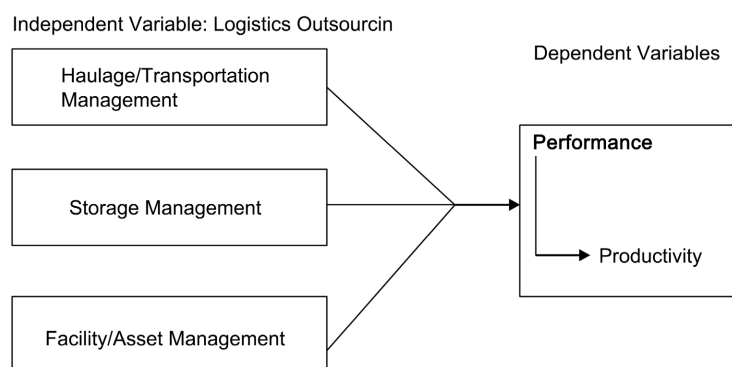 Independent Variable: Logistics Outsourcin
Dependent Variables
Haulage/Transportation
Management
Performance
Storage Management
Productivity
Facility/Asset Management